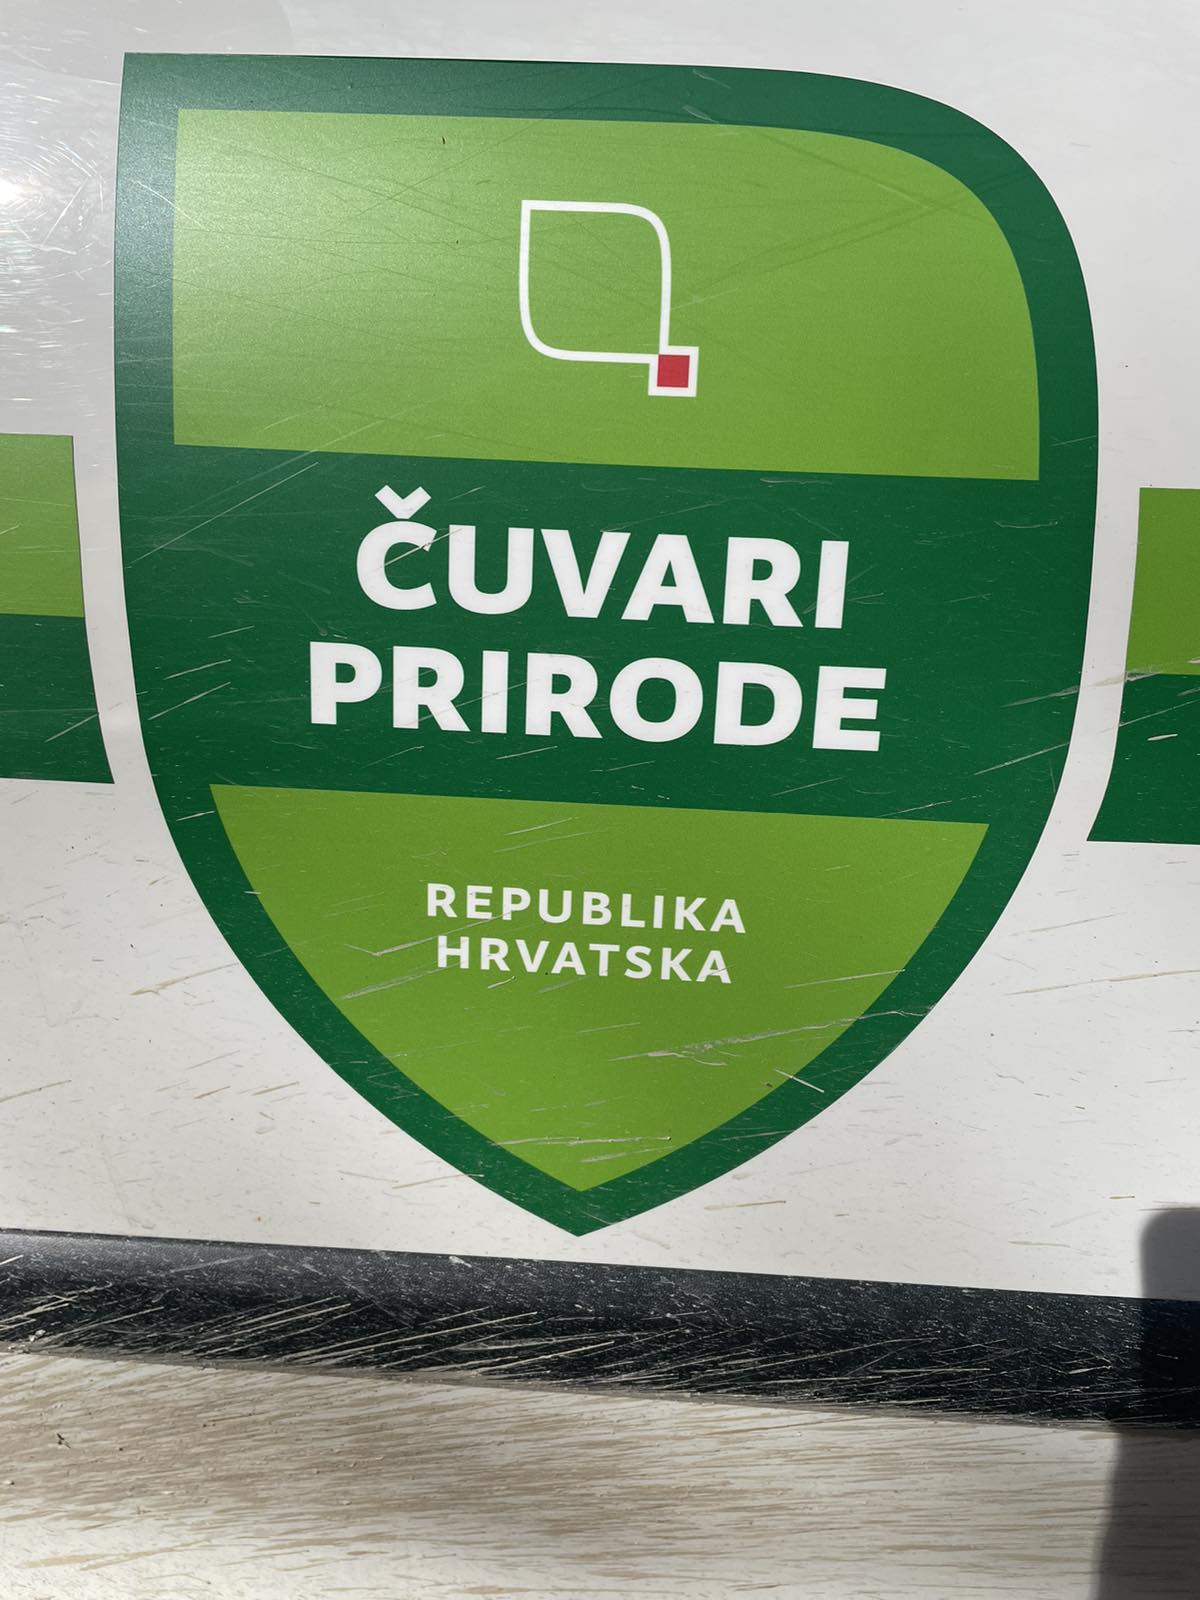 ČUVARI
PRIRODE
REPUBLIKA
HRVATSKA